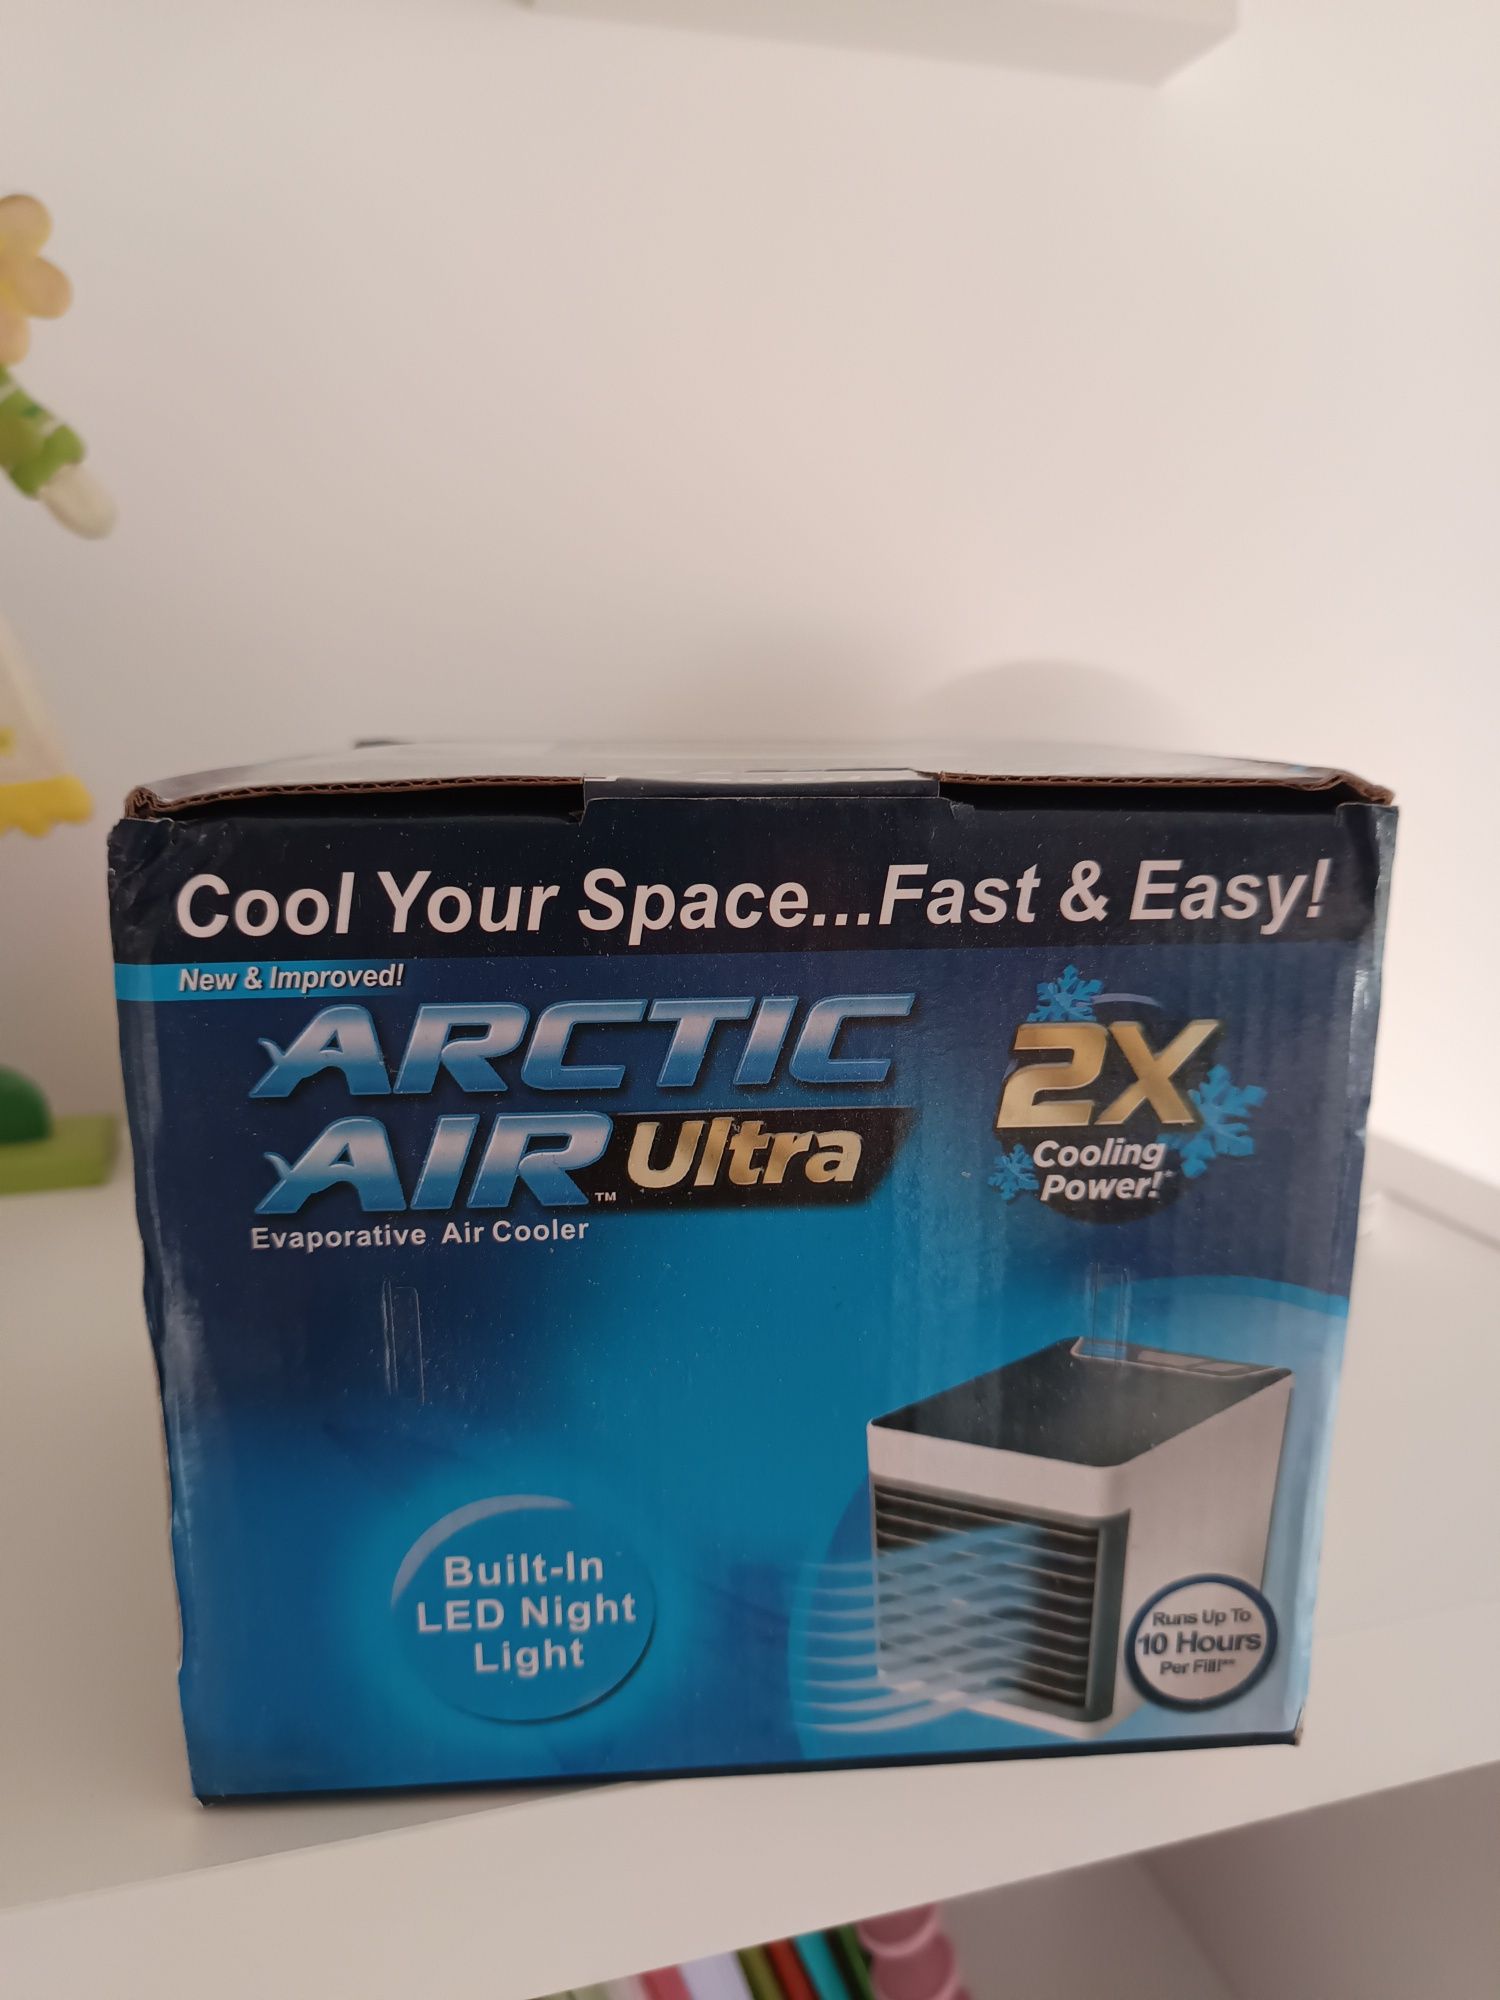 Cool Your Space...Fast & Easy!
New & Improved!
ARCTIC
AIR™ Ultra
Evaporative Air Cooler
2X
Cooling
Power!*
Built-In
LED Night
Light
Runs Up To
10 Hours
Per Fill!**